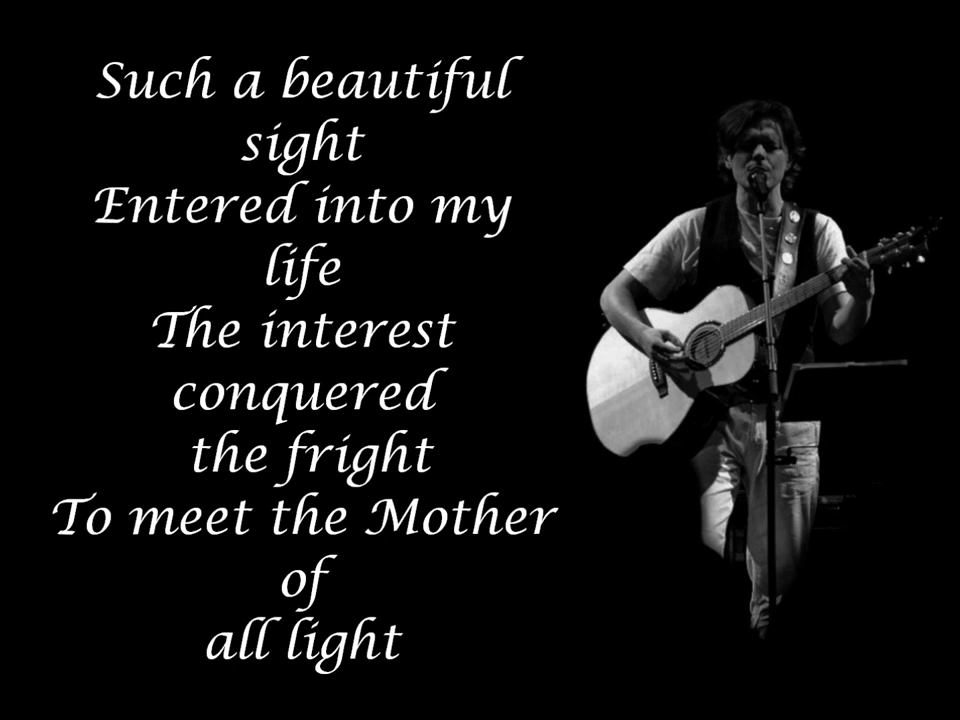 Such a beautiful
sight
Entered into my
life
The interest
conquered
the fright
To meet the Mother
of
all light